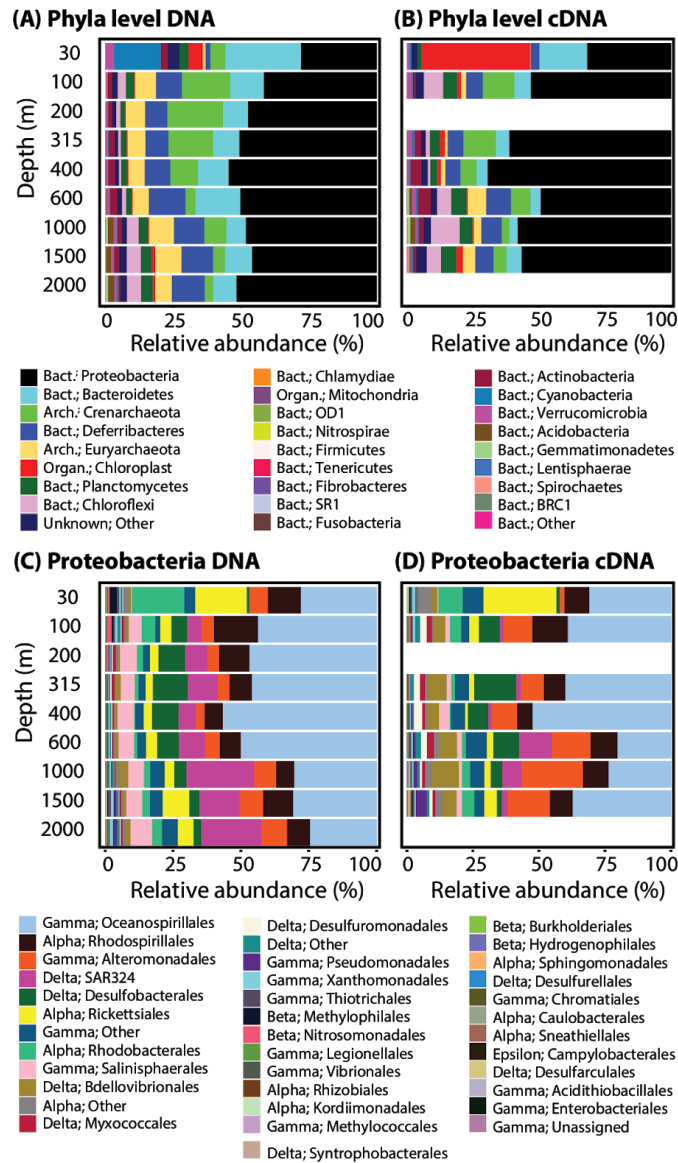 (A) Phyla level DNA
(B) Phyla level cDNA
Depth (m)
30
100
200
315
400
600
1000
1500
2000
0 25 50 75 100
0 25 50 75 100
Relative abundance (%)
Relative abundance (%)
Bact.; Proteobacteria
Bact.; Bacteroidetes
Arch.; Crenarchaeota
Bact.; Deferribacteres
Arch.; Euryarchaeota
Organ.; Chloroplast
Bact.; Planctomycetes
Bact.; Chloroflexi
Unknown; Other
Bact.; Chlamydiae
Organ.; Mitochondria
Bact.; OD1
Bact.; Nitrospirae
Bact.; Firmicutes
Bact.; Tenericutes
Bact.; Fibrobacteres
Bact.; SR1
Bact.; Fusobacteria
Bact.; Actinobacteria
Bact.; Cyanobacteria
Bact.; Verrucomicrobia
Bact.; Acidobacteria
Bact.; Gemmatimonadetes
Bact.; Lentisphaerae
Bact.; Spirochaetes
Bact.; BRC1
Bact.; Other
(C) Proteobacteria DNA
(D) Proteobacteria cDNA
Depth (m)
30
100
200
315
400
600
1000
1500
2000
0 25 50 75 100
0 25 50 75 100
Relative abundance (%)
Relative abundance (%)
Gamma; Oceanospirillales
Alpha; Rhodospirillales
Gamma; Alteromonadales
Delta; SAR324
Delta; Desulfobacterales
Alpha; Rickettsiales
Gamma; Other
Alpha; Rhodobacterales
Gamma; Salinisphaerales
Delta; Bdellovibrionales
Alpha; Other
Delta; Myxococcales
Delta; Desulfuromonadales
Delta; Other
Gamma; Pseudomonadales
Gamma; Xanthomonadales
Gamma; Thiotrichales
Beta; Methylophilales
Beta; Nitrosomonadales
Gamma; Legionellales
Gamma; Vibrionales
Alpha; Rhizobiales
Alpha; Kordiimonadales
Gamma; Methylococcales
Delta; Syntrophobacterales
Beta; Burkholderiales
Beta; Hydrogenophilales
Alpha; Sphingomonadales
Delta; Desulfurellales
Gamma; Chromatiales
Alpha; Caulobacterales
Alpha; Sneathiellales
Epsilon; Campylobacterales
Delta; Desulfarculales
Gamma; Acidithiobacillales
Gamma; Enterobacteriales
Gamma; Unassigned